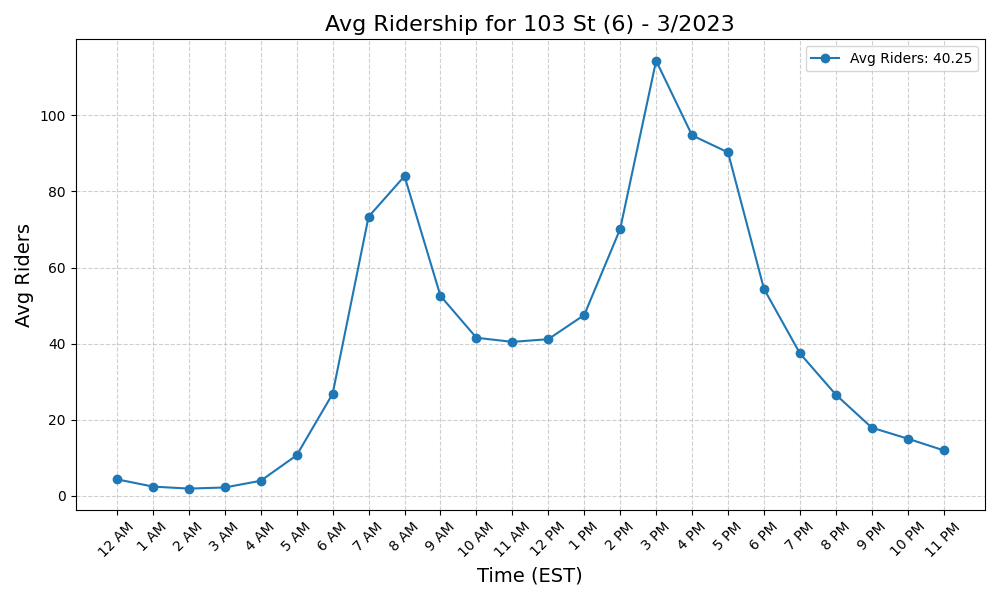 Avg Ridership for 103 St (6) - 3/2023
Avg Riders: 40.25
Avg Riders
100
80
60
40
20
0
12 AM
1 AM
2 AM
3 AM
4 AM
5 AM
6 AM
7 AM
8 AM
9 AM
10 AM
11 AM
12 PM
1 PM
2 PM
3 PM
4 PM
5 PM
6 PM
7 PM
8 PM
9 PM
10 PM
11 PM
Time (EST)